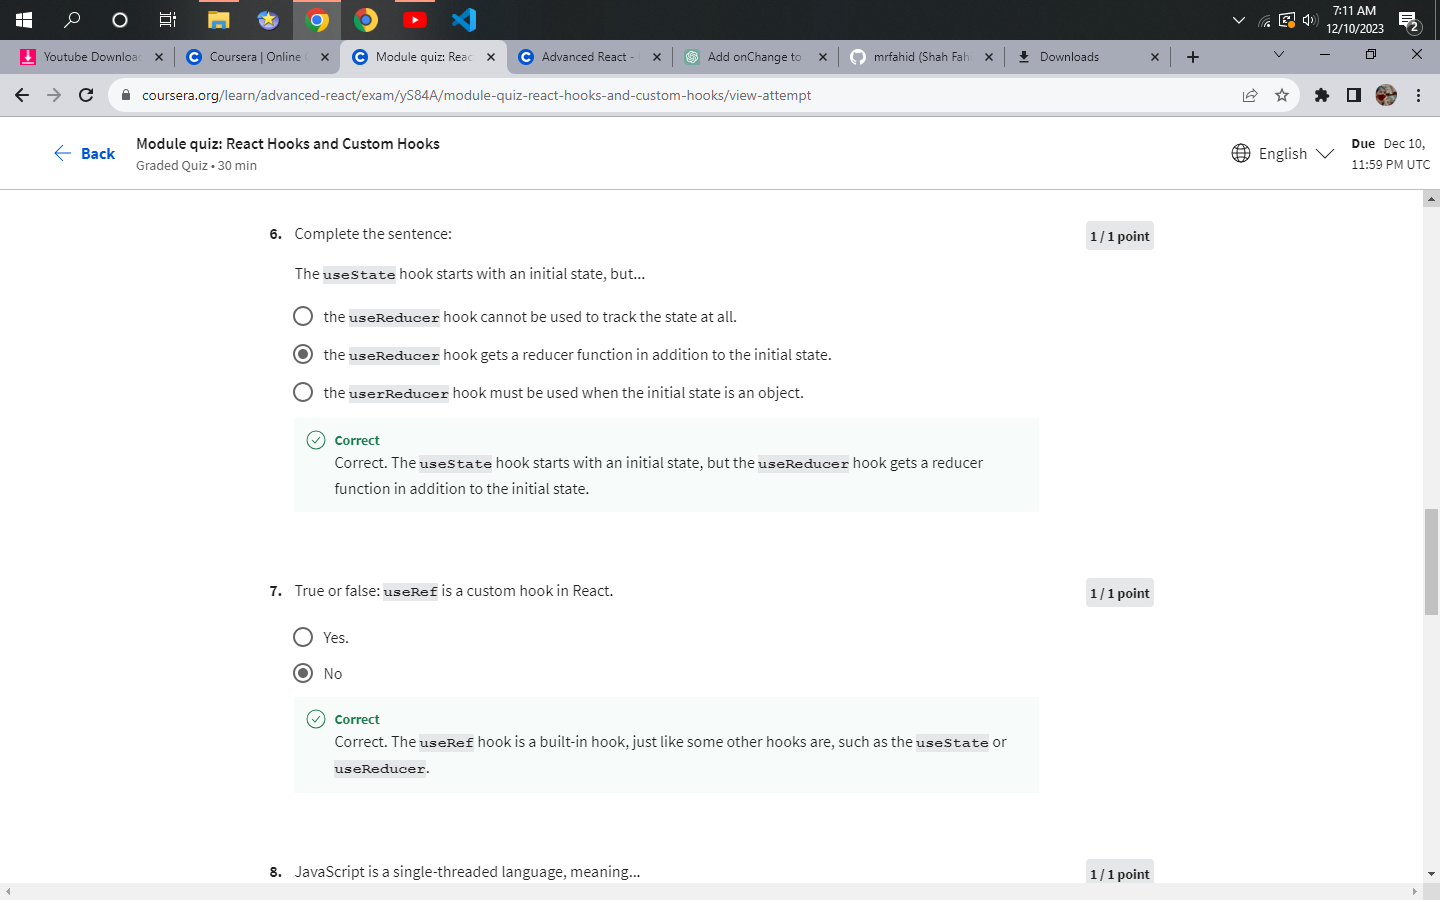 7:11 AM
12/10/2023
2
Youtube Downloac
Coursera | Online
Module quiz: Reac
Advanced React -
Add onChange to
mrfahid (Shah Fah
Downloads
coursera.org/learn/advanced-react/exam/yS84A/module-quiz-react-hooks-and-custom-hooks/view-attempt
Back
Module quiz: React Hooks and Custom Hooks
Graded Quiz • 30 min
English
Due Dec 10,
11:59 PM UTC
6. Complete the sentence:
1 / 1 point
The useState hook starts with an initial state, but...
the useReducer hook cannot be used to track the state at all.
the useReducer hook gets a reducer function in addition to the initial state.
the userReducer hook must be used when the initial state is an object.
Correct
Correct. The useState hook starts with an initial state, but the useReducer hook gets a reducer
function in addition to the initial state.
7. True or false: useRef is a custom hook in React.
1 / 1 point
Yes.
No
Correct
Correct. The useRef hook is a built-in hook, just like some other hooks are, such as the useState or
useReducer.
8. JavaScript is a single-threaded language, meaning...
1 / 1 point